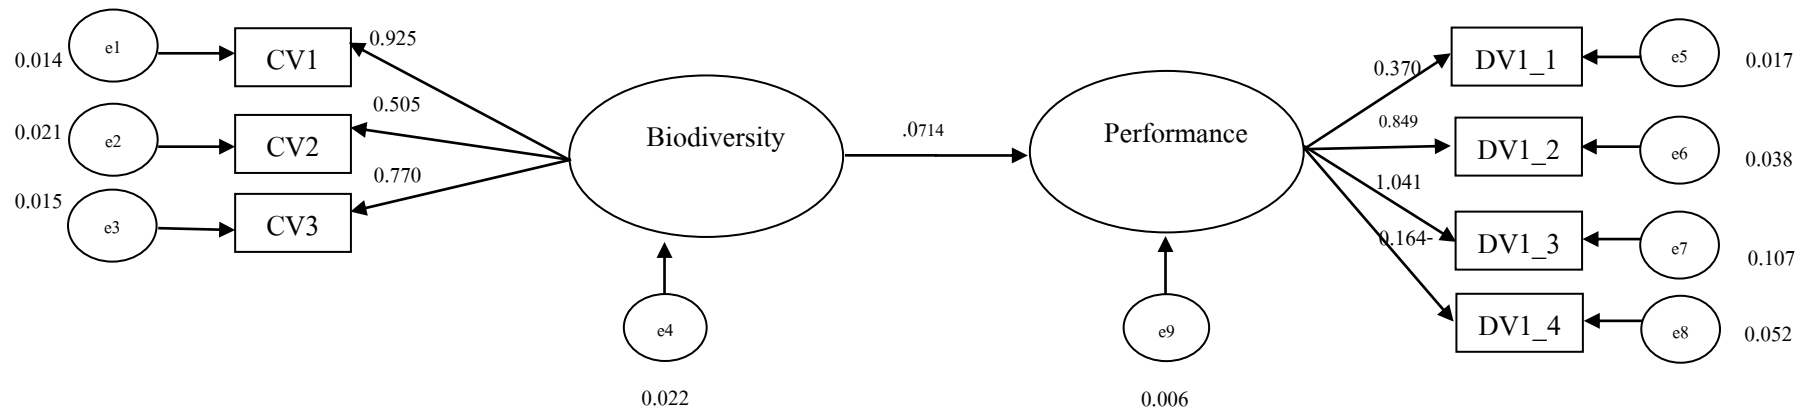 0.014
e1
CV1
0.925
0.021
e2
CV2
0.505
0.015
e3
CV3
0.770
Biodiversity
e4
0.022
.0714
Performance
e9
0.006
0.370
DV1_1
e5
0.017
0.849
DV1_2
e6
0.038
1.041
DV1_3
e7
0.107
0.164-
DV1_4
e8
0.052